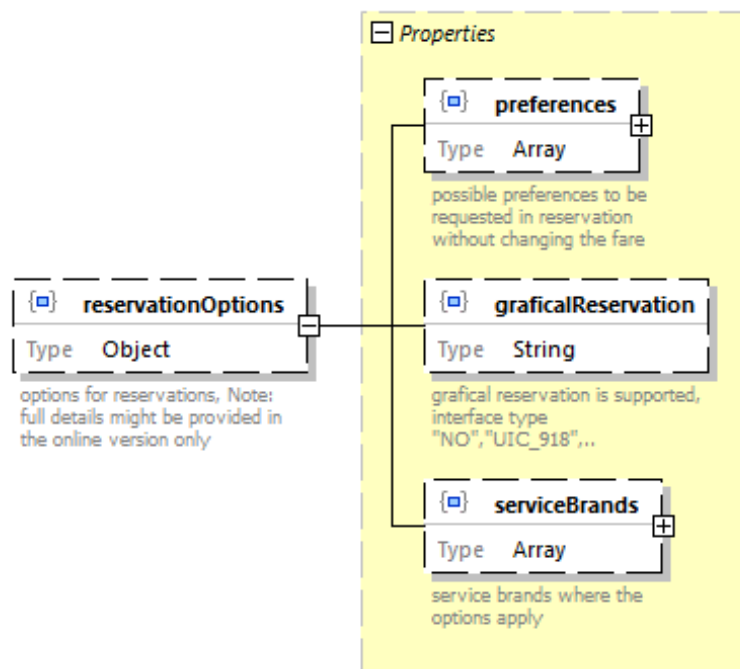 Properties
preferences
Type Array
possible preferences to be
requested in reservation
without changing the fare
reservationOptions
Type Object
options for reservations, Note:
full details might be provided in
the online version only
graficalReservation
Type String
grafical reservation is supported,
interface type
"NO","UIC_918",..
serviceBrands
Type Array
service brands where the
options apply